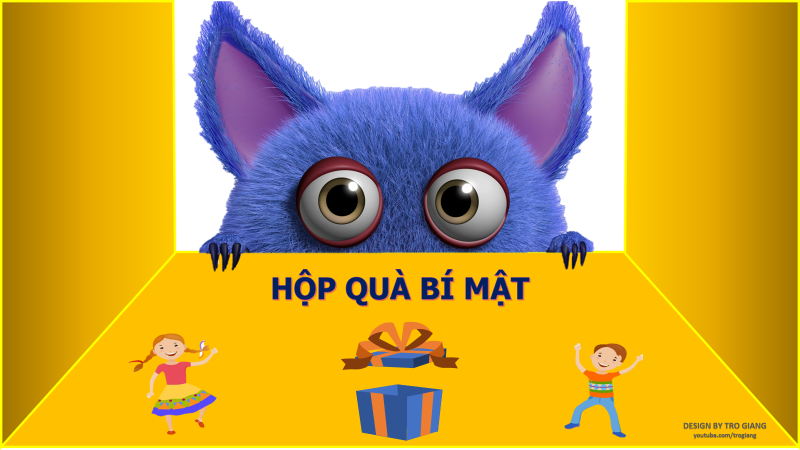 HỘP QUÀ BÍ MẬT
DESIGN BY TRO GIANG
youtube.com/trogiang